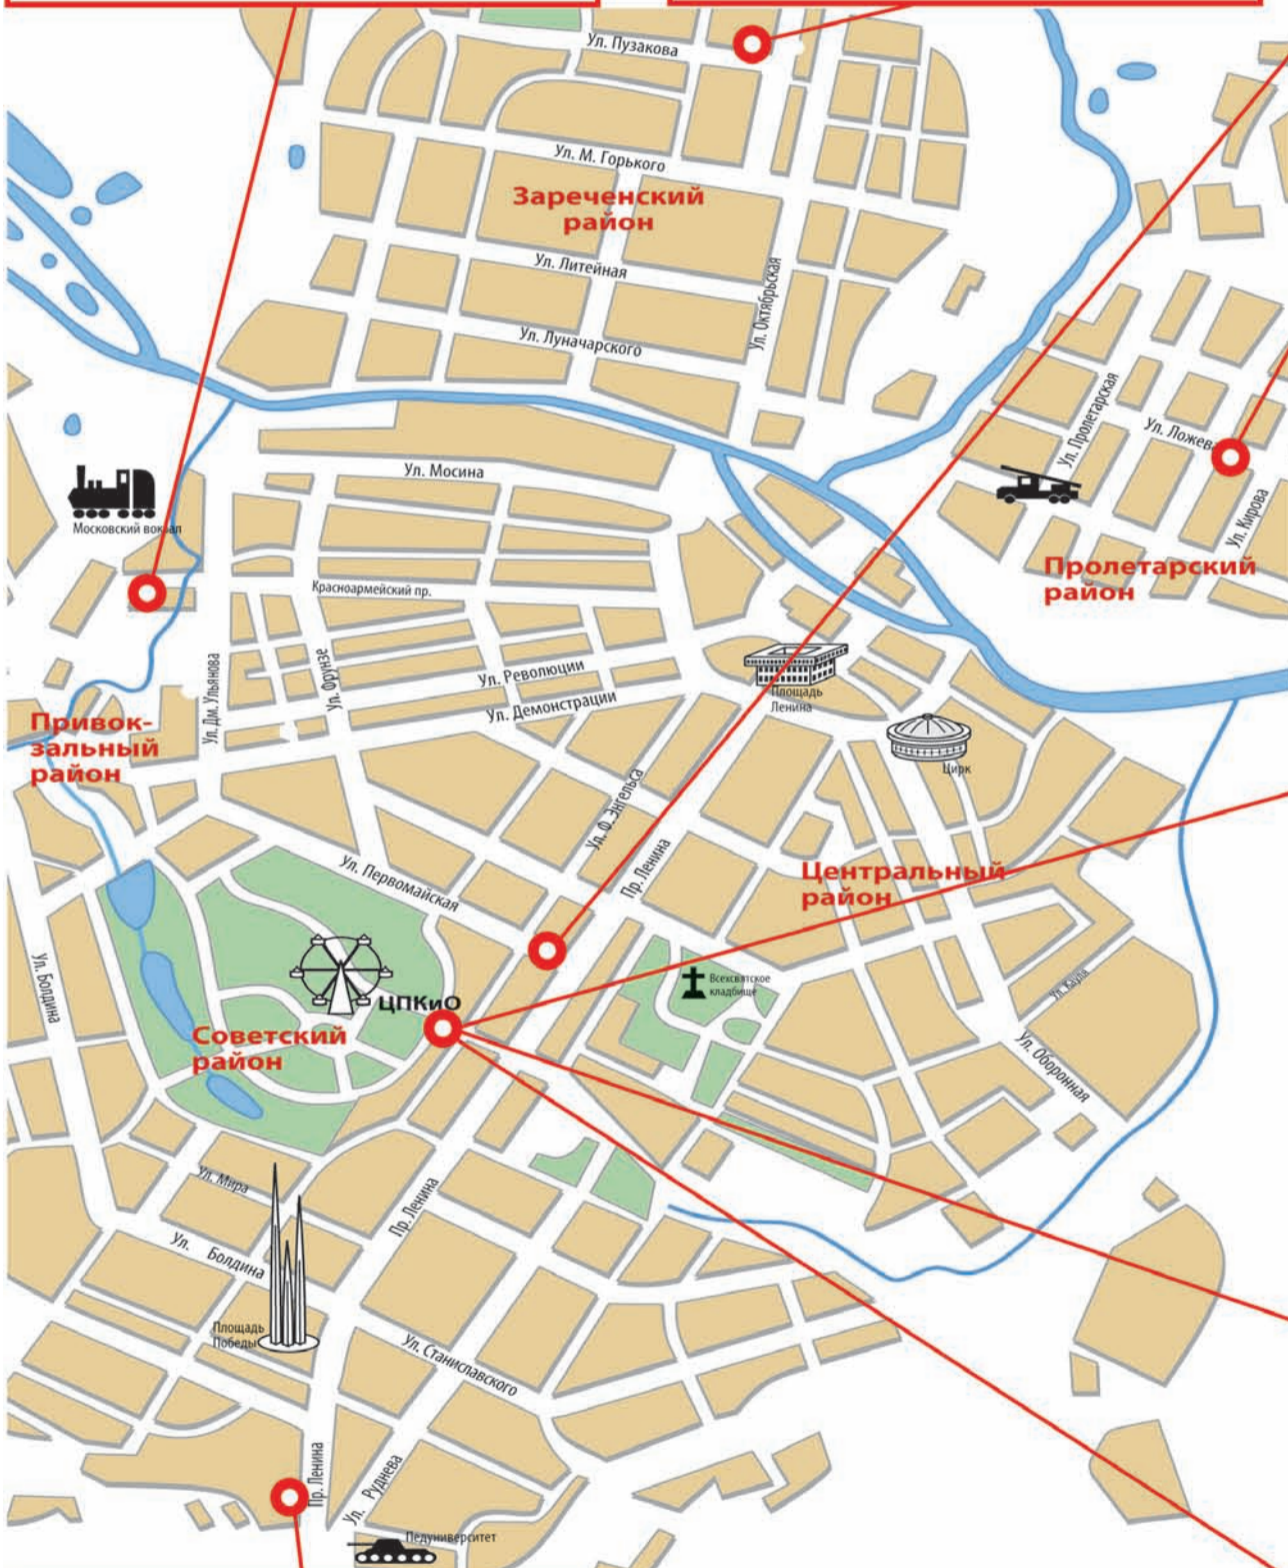 Ул. Пузакова
Ул. М. Горького
Зареченский
район
Ул. Литейная
Ул. Октябрьская
Ул. Луначарского
Ул. Пролетарская
Ул. Ложев
Ул. Мосина
Московский вокзал
Ул. Кирова
Пролетарский
район
Красноармейский пр.
Ул. Дм. Ульянова
Ул. Фрунзе
Ул. Революции
Ул. Демонстрации
Площадь
Ленина
Привок-
зальный
район
Цирк
Ул. Ф. Энгельса
Пр. Ленина
Ул. Первомайская
Центральный
район
Ул. Болдина
Всехсвятское
кладбище
ЦПКиО
Советский
район
Ул. Оборонная
Ул. Мира
Пр. Ленина
Ул. Болдина
Площадь
Победы
Ул. Станиславского
Пр. Ленина
Ул. Руднева
Педуниверситет